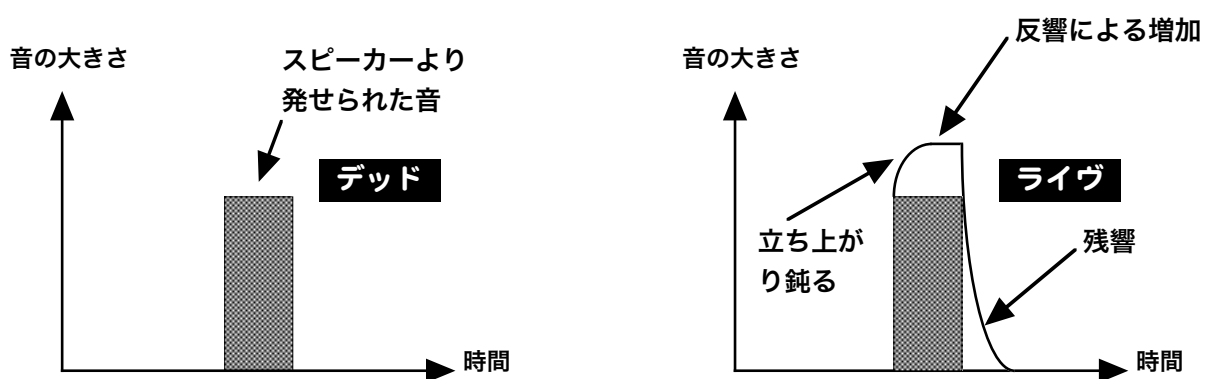 音の大きさ
スピーカーより
発せられた音
デッド
時間
反響による増加
音の大きさ
ライヴ
立ち上が
り鈍る
残響
時間